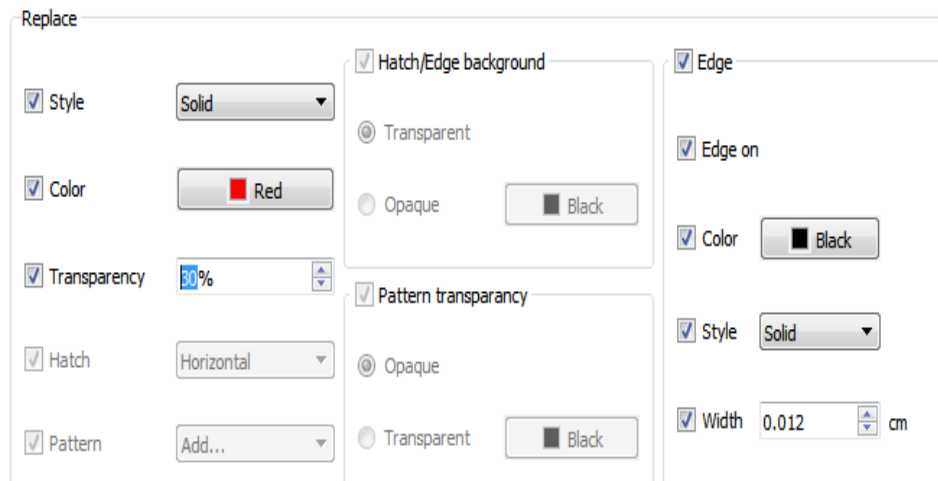 Replace
Style Solid
Color Red
Transparency 30%
Hatch Horizontal
Pattern Add...
Hatch/Edge background
Transparent
Opaque Black
Pattern transparancy
Opaque
Transparent Black
Edge
Edge on
Color Black
Style Solid
Width 0.012 cm